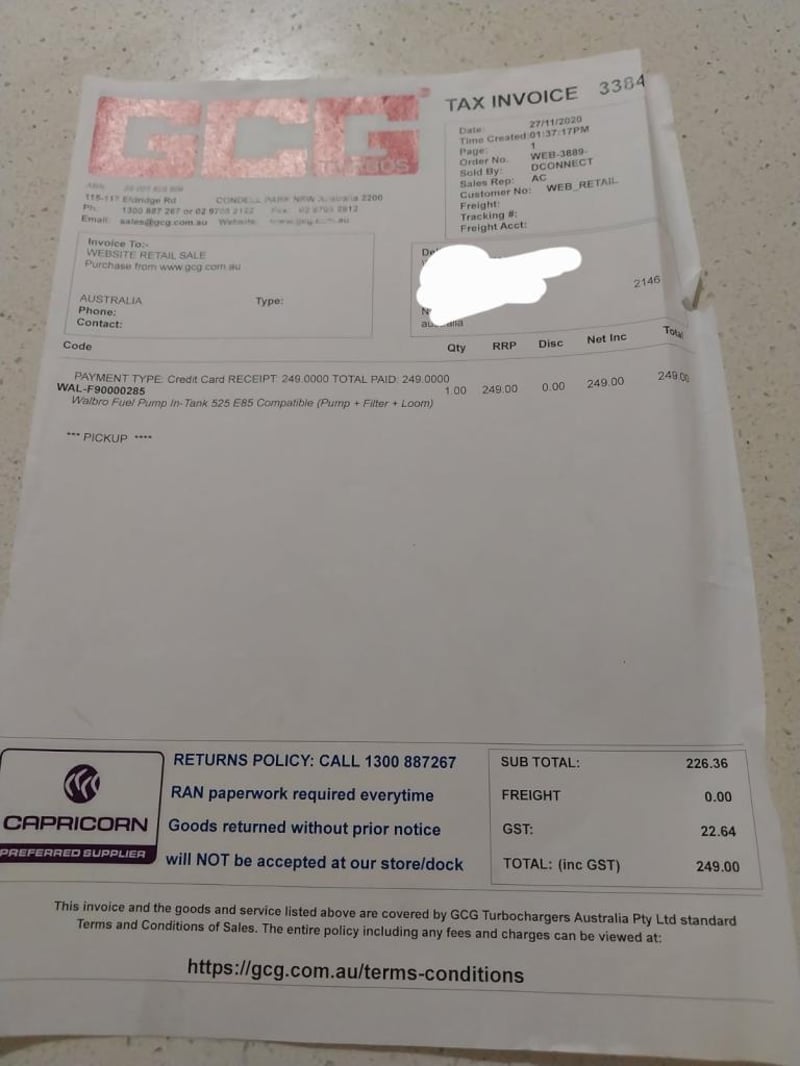 GCG
TURBOS
TAX INVOICE 3384
Date: 27/11/2020
Time Created:01:37:17PM
Page: 1
Order No. WEB-3889-
Sold By: DCONNECT
Sales Rep: AC
Customer No: WEB_RETAIL
Freight:
Tracking #:
Freight Acct:
ABN
115-117 Eldridge Rd CONDELL PARK NSW Australia 2200
Ph: 1300 887 267 or 02 9708 2122 Fax:
Email: sales@gcg.com.au Website:
Invoice To:-
WEBSITE RETAIL SALE
Purchase from www.gcg.com.au
AUSTRALIA Type:
Phone:
Contact:
2146
Code Qty RRP Disc Net Inc Total
PAYMENT TYPE: Credit Card RECEIPT: 249.0000 TOTAL PAID: 249.0000
WAL-F90000285 1.00 249.00 0.00 249.00 249.00
Walbro Fuel Pump In-Tank 525 E85 Compatible (Pump + Filter + Loom)
*** PICKUP ****
CAPRICORN
PREFERRED SUPPLIER
RETURNS POLICY: CALL 1300 887267
RAN paperwork required everytime
Goods returned without prior notice
will NOT be accepted at our store/dock
SUB TOTAL: 226.36
FREIGHT 0.00
GST: 22.64
TOTAL: (inc GST) 249.00
This invoice and the goods and service listed above are covered by GCG Turbochargers Australia Pty Ltd standard
Terms and Conditions of Sales. The entire policy including any fees and charges can be viewed at:
https://gcg.com.au/terms-conditions